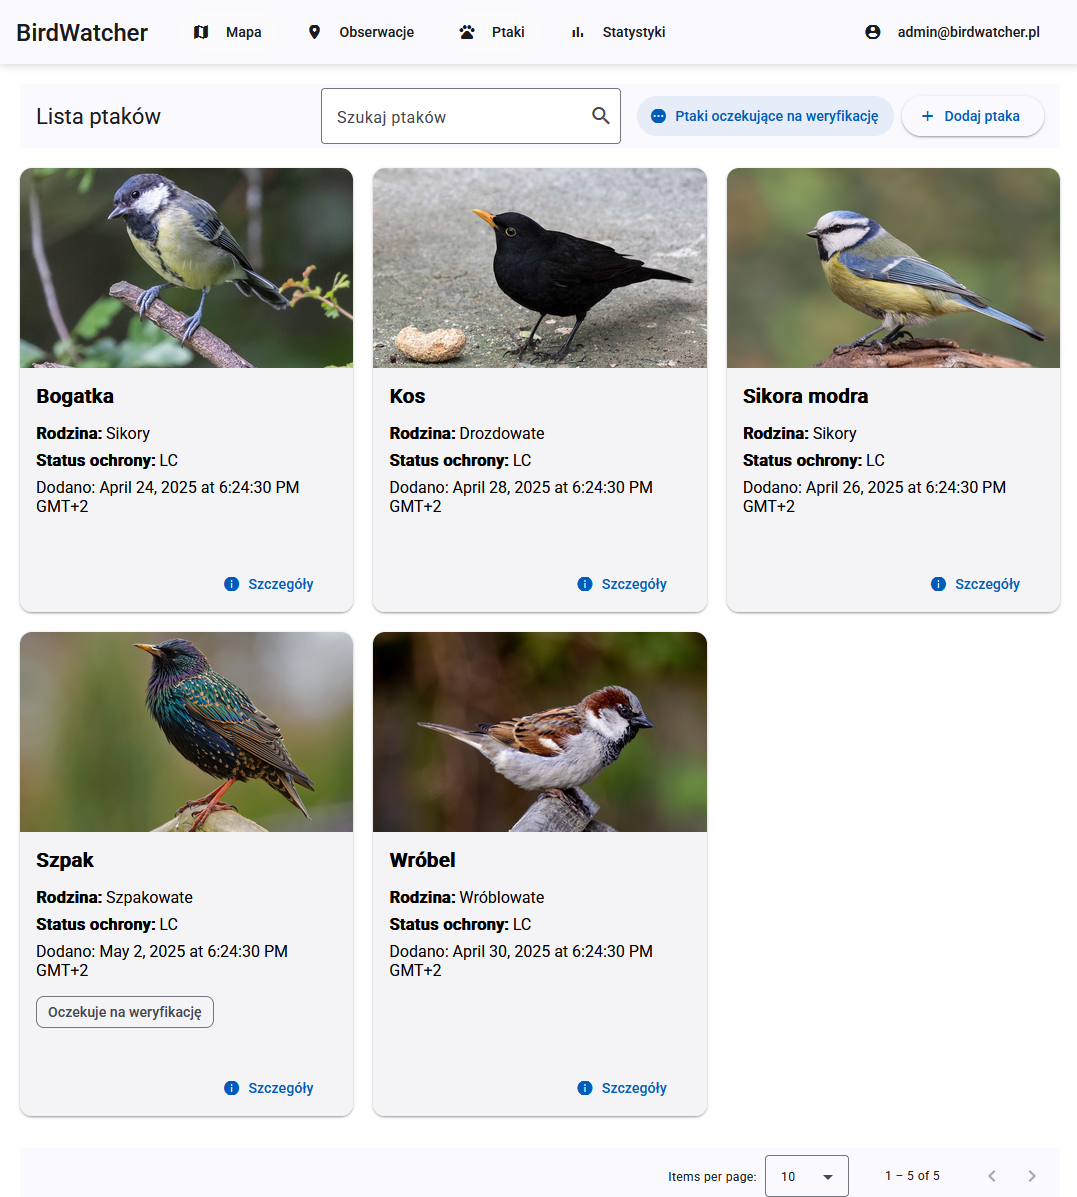 BirdWatcher Mapa Obserwacje Ptaki Statystyki admin@birdwatcher.pl
Lista ptaków Szukaj ptaków Ptaki oczekujące na weryfikację Dodaj ptaka
Bogatka
Rodzina: Sikory
Status ochrony: LC
Dodano: April 24, 2025 at 6:24:30 PM
GMT+2
Szczegóły
Kos
Rodzina: Drozdowate
Status ochrony: LC
Dodano: April 28, 2025 at 6:24:30 PM
GMT+2
Szczegóły
Sikora modra
Rodzina: Sikory
Status ochrony: LC
Dodano: April 26, 2025 at 6:24:30 PM
GMT+2
Szczegóły
Szpak
Rodzina: Szpakowate
Status ochrony: LC
Dodano: May 2, 2025 at 6:24:30 PM
GMT+2
Oczekuje na weryfikację
Szczegóły
Wróbel
Rodzina: Wróblowate
Status ochrony: LC
Dodano: April 30, 2025 at 6:24:30 PM
GMT+2
Szczegóły
Items per page: 10 1 – 5 of 5